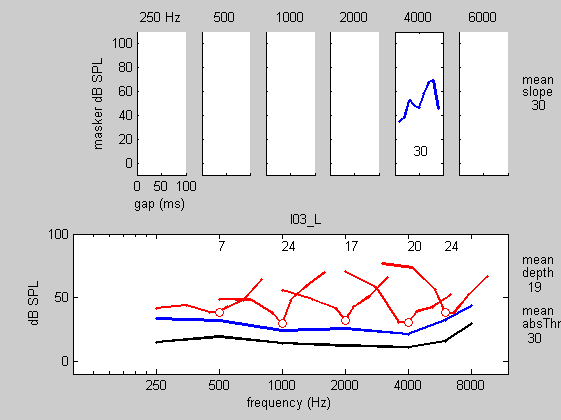 250 Hz 500 1000 2000 4000 6000
100
80
60
40
20
0
masker dB SPL
30
mean
slope
30
0 50 100
gap (ms)
I03_L
100
50
0
dB SPL
7 24 17 20 24
mean
depth
19
mean
absThr
30
250 500 1000 2000 4000 8000
frequency (Hz)